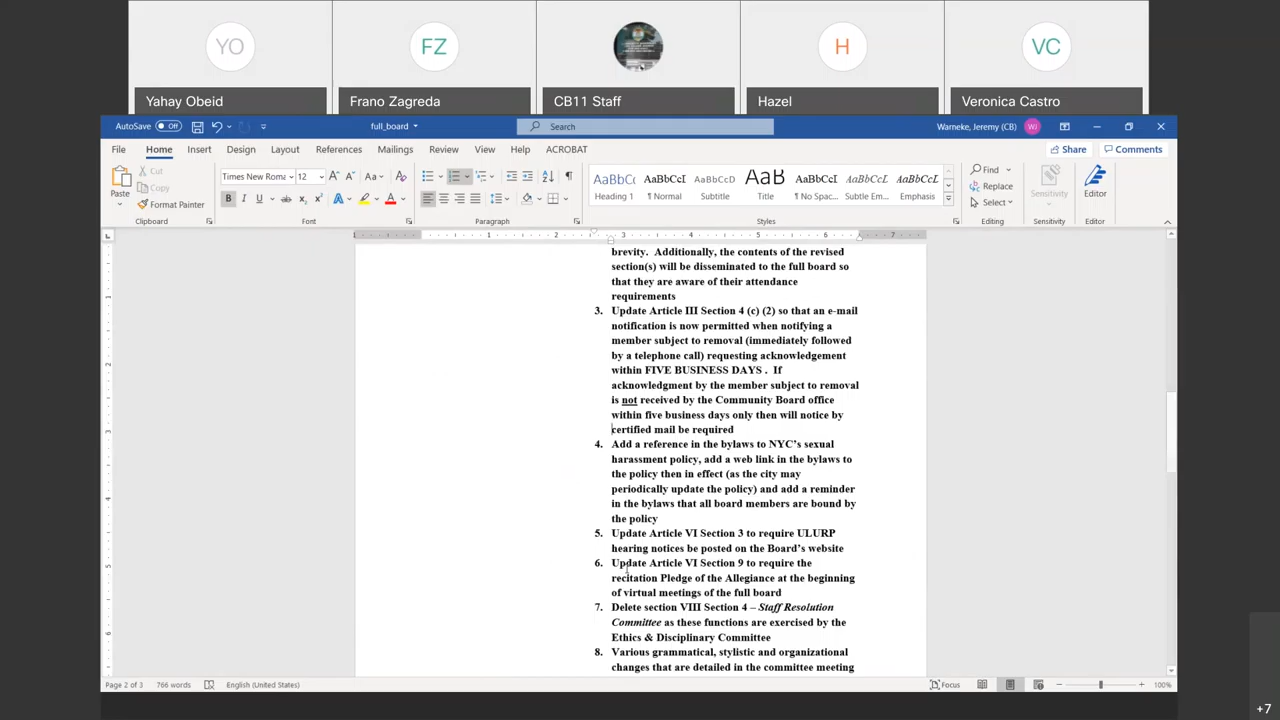 YO
FZ
H
VC
Yahay Obeid
Frano Zagreda
CB11 Staff
Hazel
Veronica Castro
AutoSave Off
full_board
Search
Warneke, Jeremy (CB) WJ
File Home Insert Design Layout References Mailings Review View Help ACROBAT
Share Comments
Paste
Cut
Copy
Format Painter
Times New Roma 12
AaBbCc AaBbCcI AaBbCcD AaB AaBbCcI AaBbCcI AaBbCcI
Heading 1 ¶ Normal Subtitle Title ¶ No Spac... Subtle Em... Emphasis
Find
Replace
Select
Sensitivity
Editor
Clipboard Font Paragraph Styles Editing Sensitivity Editor
brevity. Additionally, the contents of the revised
section(s) will be disseminated to the full board so
that they are aware of their attendance
requirements
3. Update Article III Section 4 (c) (2) so that an e-mail
notification is now permitted when notifying a
member subject to removal (immediately followed
by a telephone call) requesting acknowledgement
within FIVE BUSINESS DAYS . If
acknowledgment by the member subject to removal
is not received by the Community Board office
within five business days only then will notice by
certified mail be required
4. Add a reference in the bylaws to NYC’s sexual
harassment policy, add a web link in the bylaws to
the policy then in effect (as the city may
periodically update the policy) and add a reminder
in the bylaws that all board members are bound by
the policy
5. Update Article VI Section 3 to require ULURP
hearing notices be posted on the Board’s website
6. Update Article VI Section 9 to require the
recitation Pledge of the Allegiance at the beginning
of virtual meetings of the full board
7. Delete section VIII Section 4 – Staff Resolution
Committee as these functions are exercised by the
Ethics & Disciplinary Committee
8. Various grammatical, stylistic and organizational
changes that are detailed in the committee meeting
Page 2 of 3 766 words English (United States) Focus 100%
+7